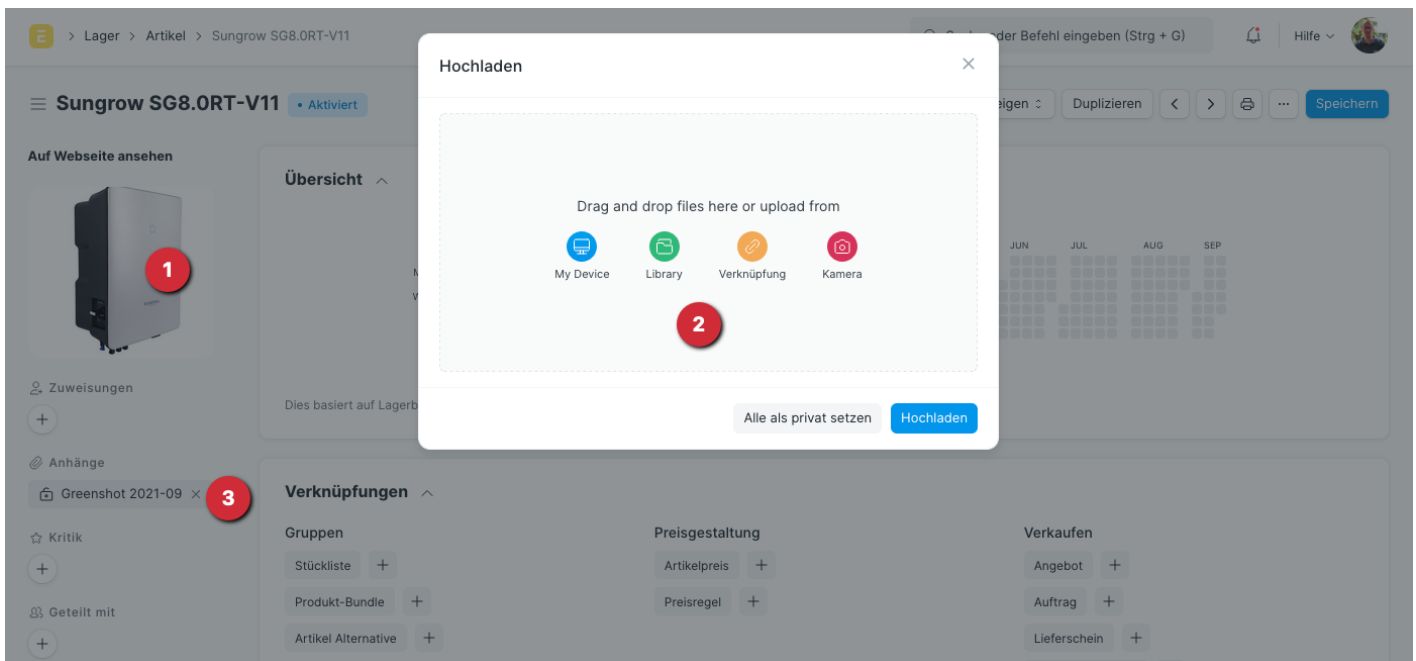 E > Lager > Artikel > Sungrow SG8.0RT-V11
oder Befehl eingeben (Strg + G)
Hilfe
Hochladen
Sungrow SG8.0RT-V11 • Aktiviert
eigen
Duplizieren
Speichern
Auf Webseite ansehen
Übersicht
Drag and drop files here or upload from
My Device
Library
Verknüpfung
Kamera
JUN
JUL
AUG
SEP
1
2
Zuweisungen
Dies basiert auf Lagerb
Alle als privat setzen
Hochladen
Anhänge
Greenshot 2021-09
3
Verknüpfungen
Kritik
Gruppen
Preisgestaltung
Verkaufen
Stückliste
Artikelpreis
Angebot
Produkt-Bundle
Preisregel
Auftrag
Geteilt mit
Artikel Alternative
Lieferschein